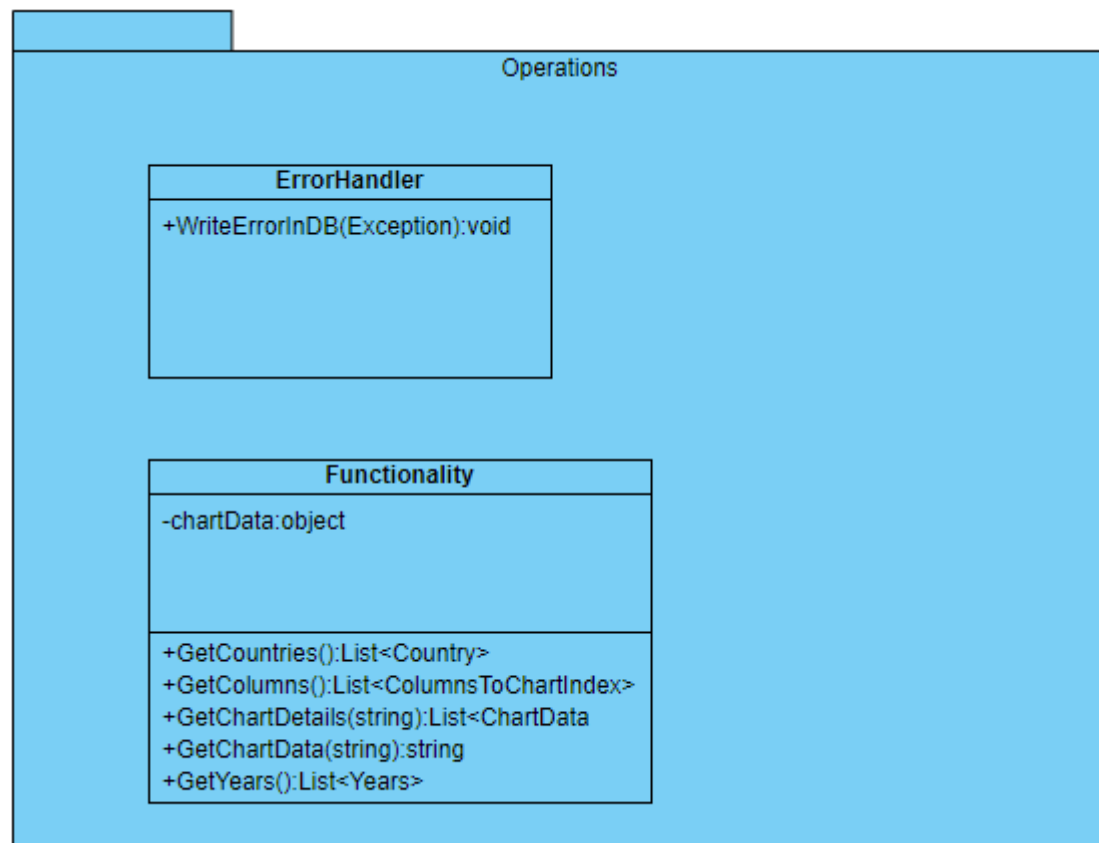 Operations
ErrorHandler
+WriteErrorInDB(Exception):void
Functionality
-chartData:object
+GetCountries():List<Country>
+GetColumns():List<ColumnsToChartIndex>
+GetChartDetails(string):List<ChartData
+GetChartData(string):string
+GetYears():List<Years>